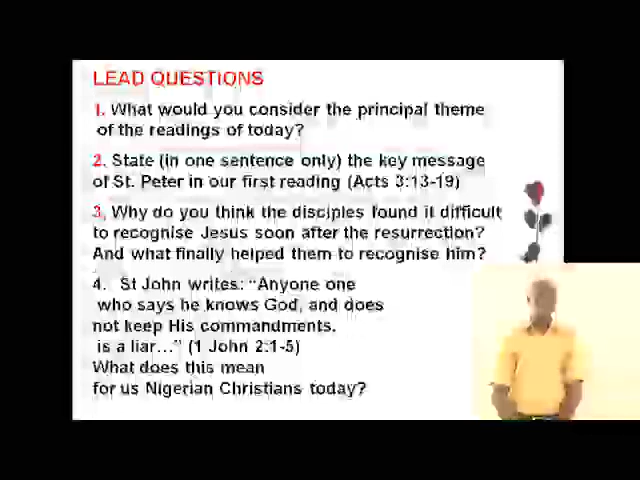 LEAD QUESTIONS
1. What would you consider the principal theme
of the readings of today?
2. State (in one sentence only) the key message
of St. Peter in our first reading (Acts 3:13-19)
3, Why do you think the disciples found it difficult
to recognise Jesus soon after the resurrection?
And what finally helped them to recognise him?
4. St John writes: "Anyone one
who says he knows God, and does
not keep His commandments.
is a liar..." (1 John 2:1-5)
What does this mean
for us Nigerian Christians today?